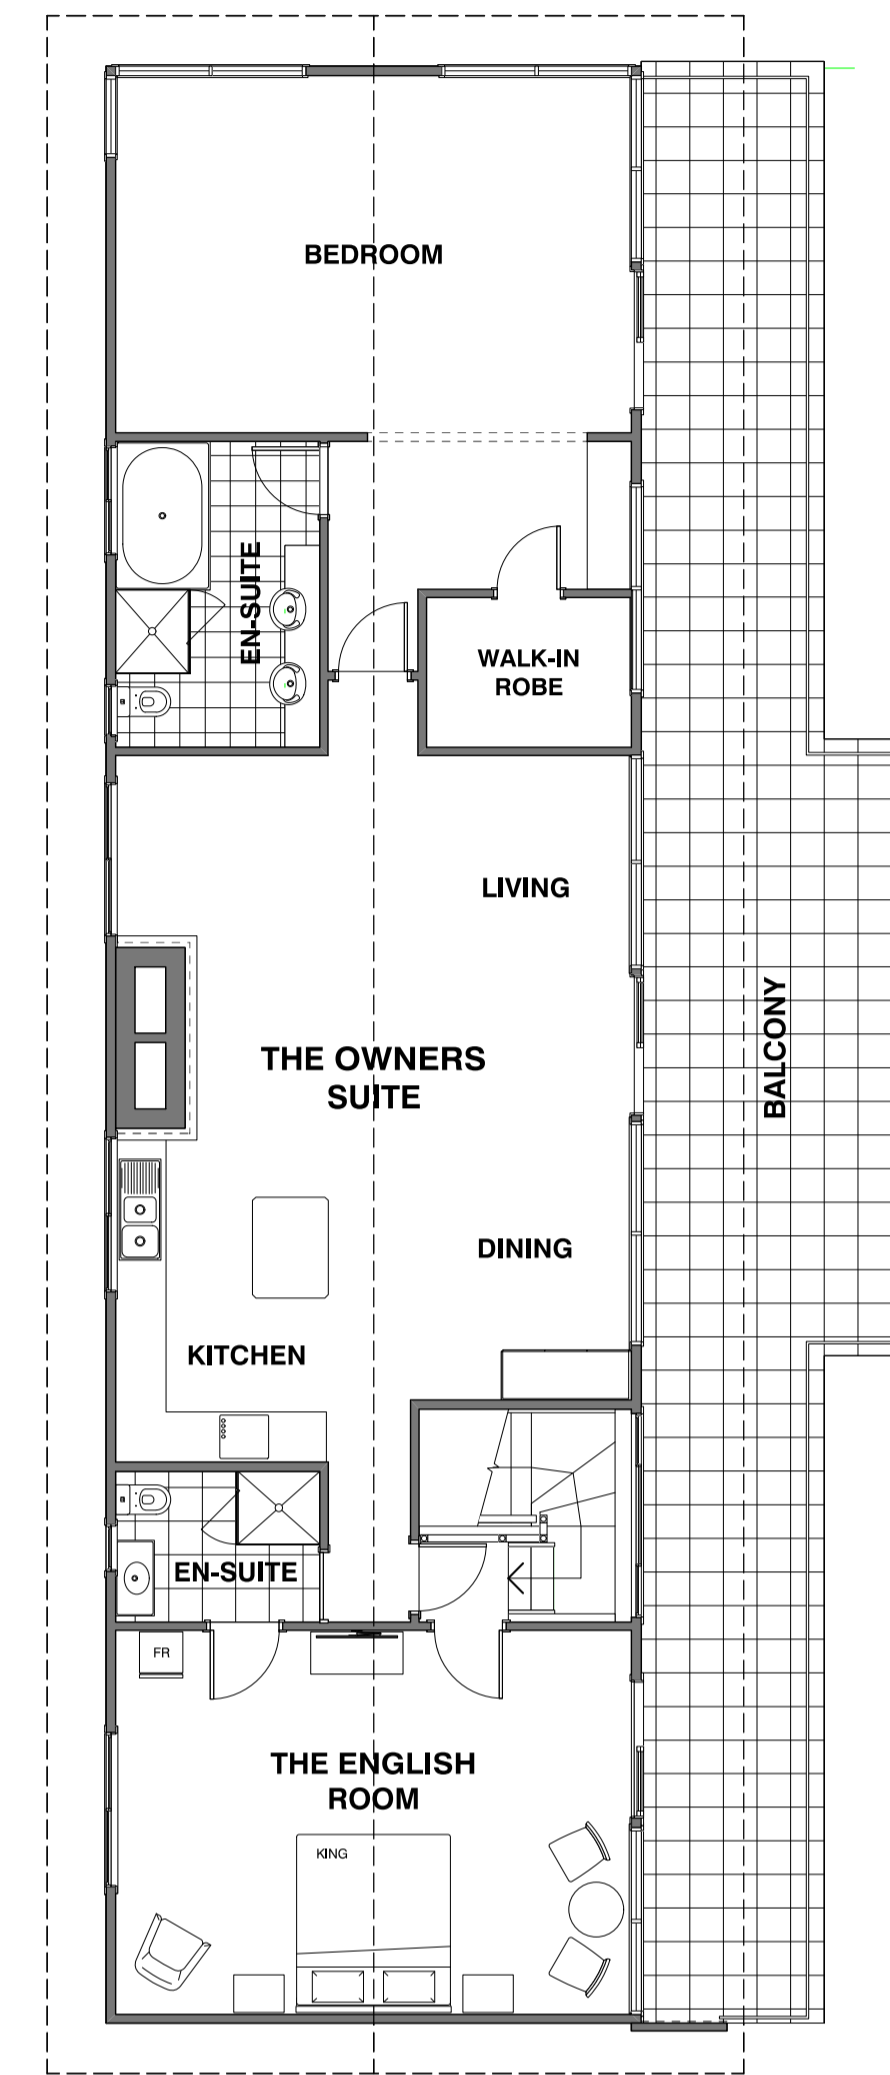 BEDROOM
EN-SUITE
WALK-IN
ROBE
LIVING
THE OWNERS
SUITE
BALCONY
DINING
KITCHEN
EN-SUITE
FR
THE ENGLISH
ROOM
KING